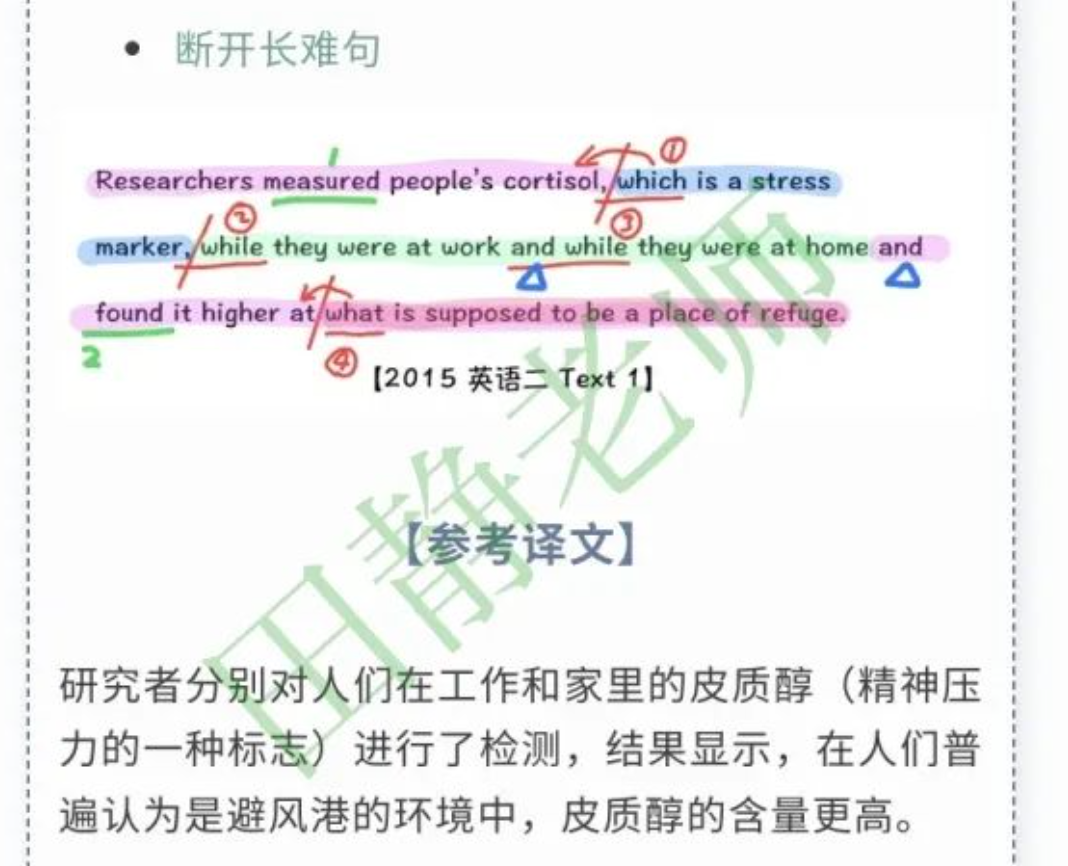 • 断开长难句
1
①
Researchers measured people's cortisol, which is a stress
② ③
marker, while they were at work and while they were at home and
found it higher at what is supposed to be a place of refuge.
2 ④
【2015 英语二 Text 1】
【参考译文】
研究者分别对人们在工作和家里的皮质醇（精神压
力的一种标志）进行了检测，结果显示，在人们普
遍认为是避风港的环境中，皮质醇的含量更高。
田静老师